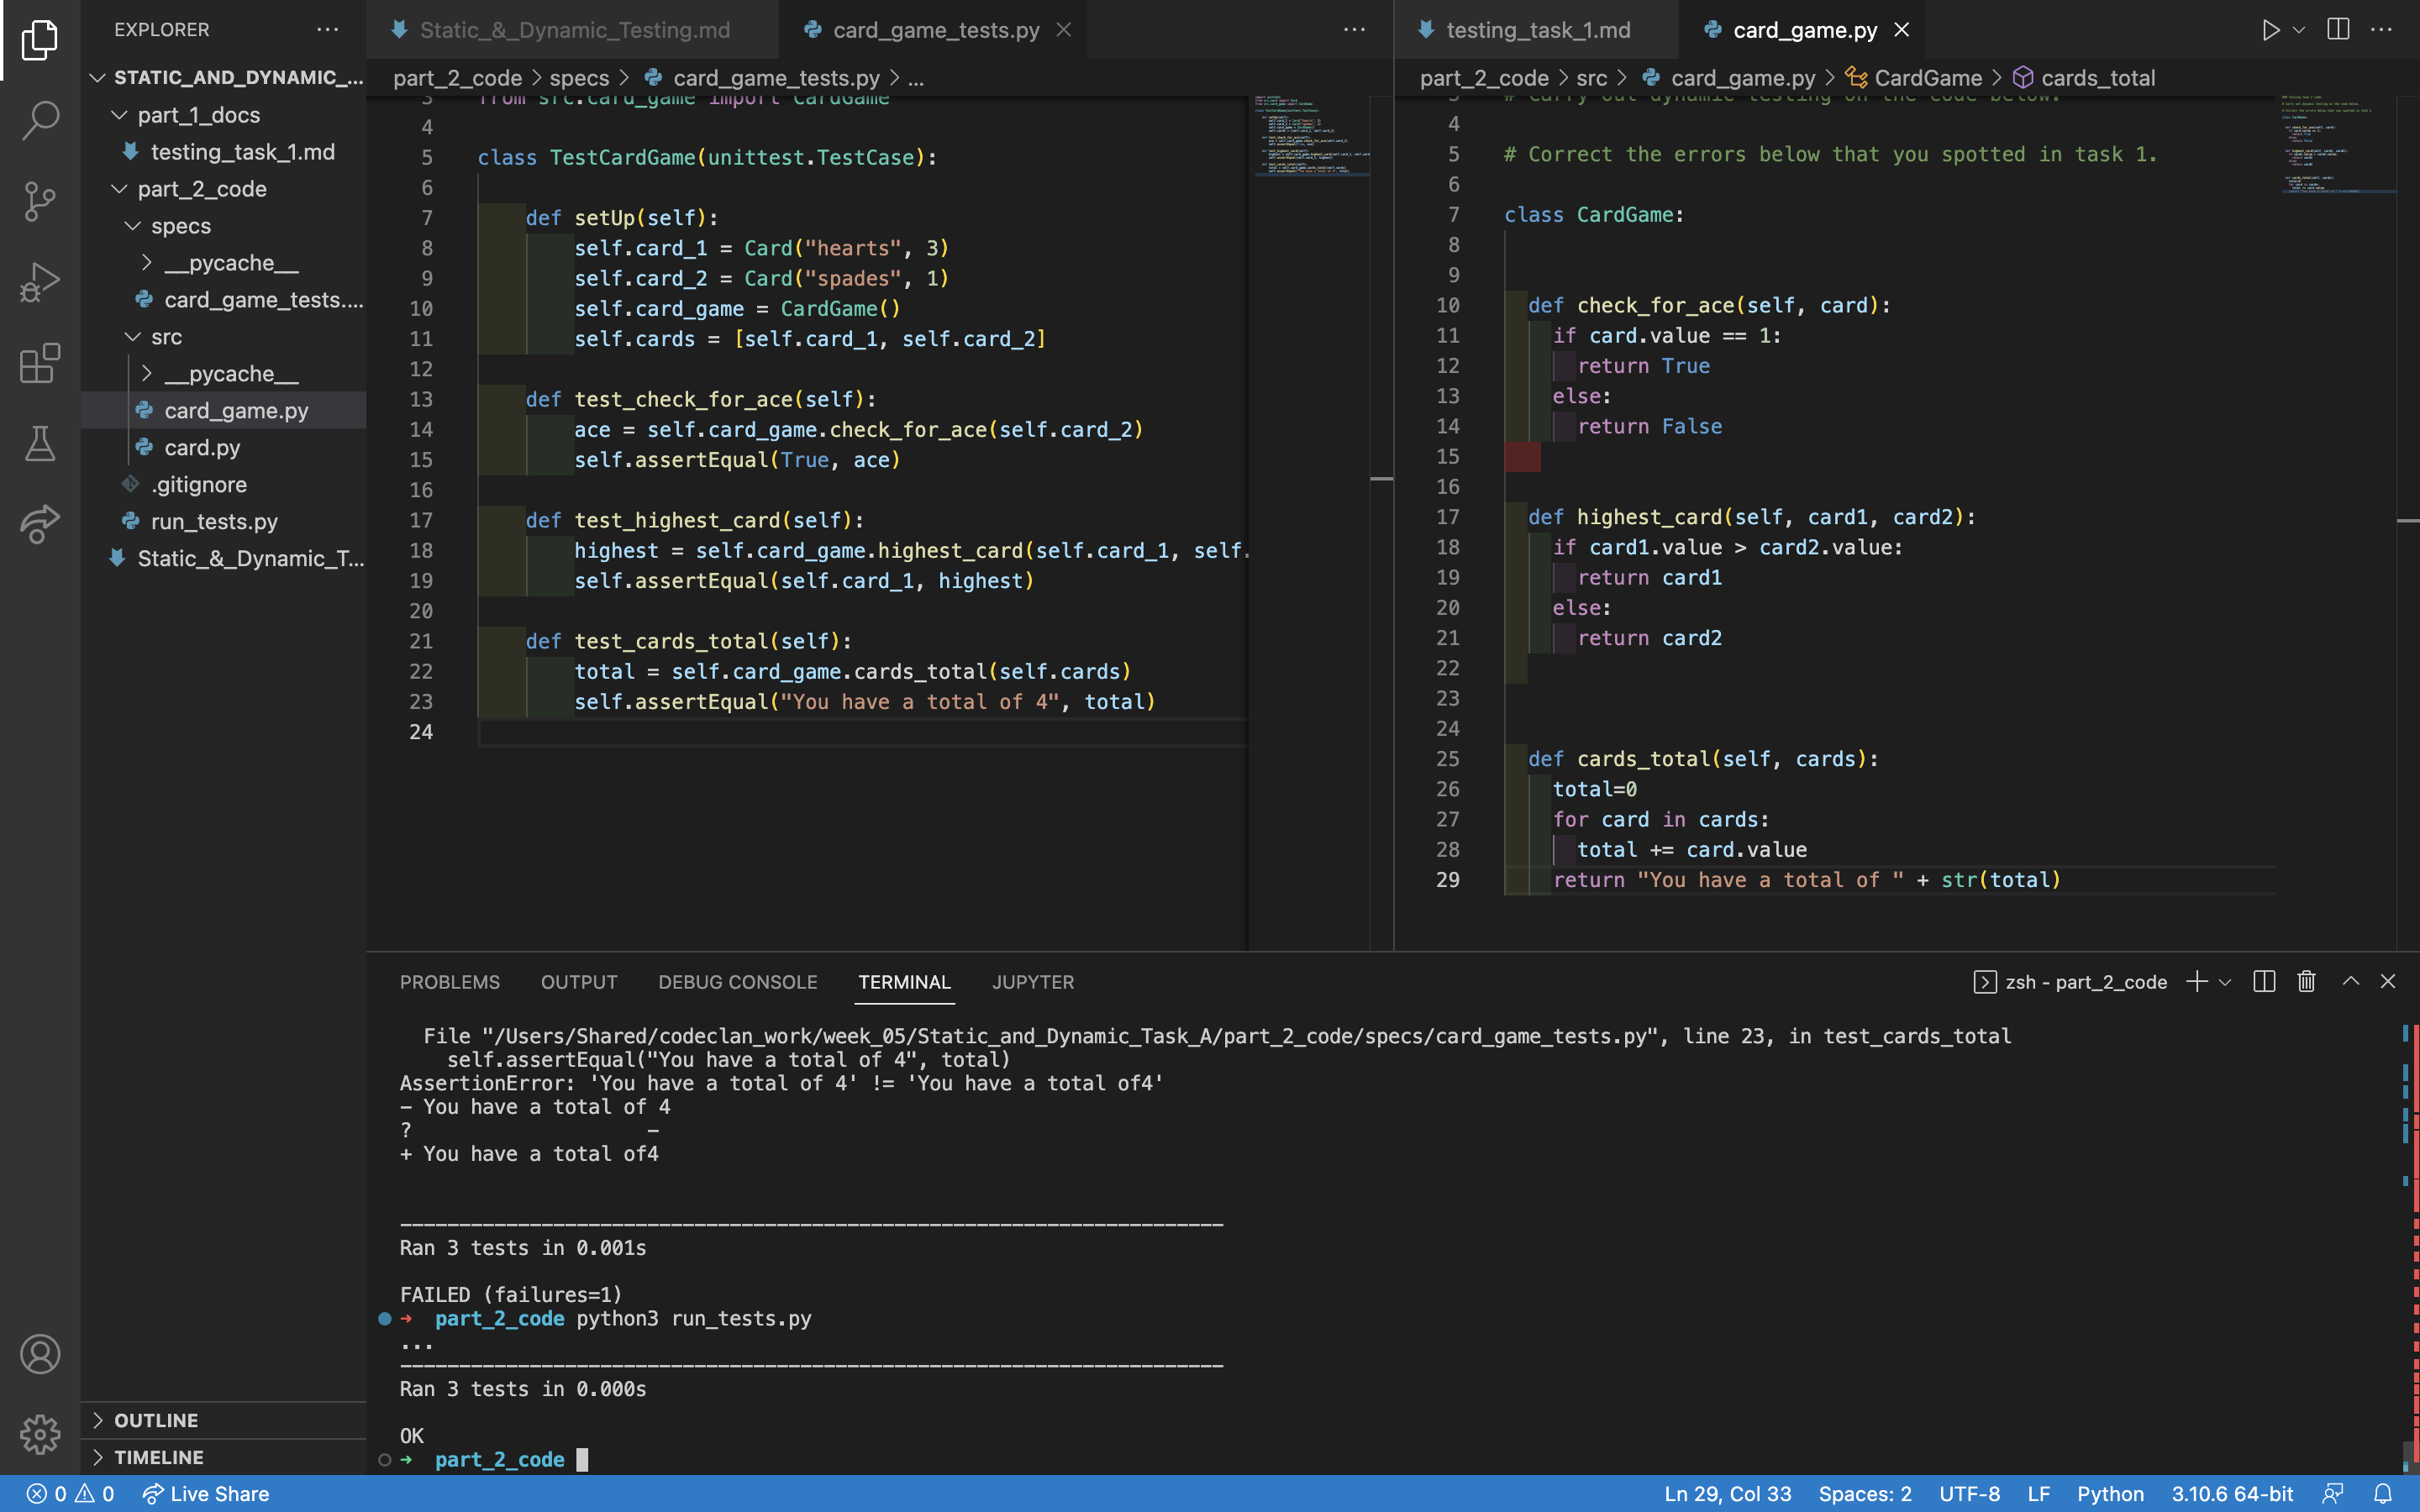 EXPLORER
STATIC_AND_DYNAMIC_...
part_1_docs
testing_task_1.md
part_2_code
specs
__pycache__
card_game_tests....
src
__pycache__
card_game.py
card.py
.gitignore
run_tests.py
Static_&_Dynamic_T...
OUTLINE
TIMELINE
Static_&_Dynamic_Testing.md
card_game_tests.py
part_2_code > specs > card_game_tests.py > ...
3 from src.card_game import CardGame
4
5 class TestCardGame(unittest.TestCase):
6
7 def setUp(self):
8 self.card_1 = Card("hearts", 3)
9 self.card_2 = Card("spades", 1)
10 self.card_game = CardGame()
11 self.cards = [self.card_1, self.card_2]
12
13 def test_check_for_ace(self):
14 ace = self.card_game.check_for_ace(self.card_2)
15 self.assertEqual(True, ace)
16
17 def test_highest_card(self):
18 highest = self.card_game.highest_card(self.card_1, self.
19 self.assertEqual(self.card_1, highest)
20
21 def test_cards_total(self):
22 total = self.card_game.cards_total(self.cards)
23 self.assertEqual("You have a total of 4", total)
24
testing_task_1.md
card_game.py
part_2_code > src > card_game.py > CardGame > cards_total
3 # Carry out dynamic testing on the code below.
4
5 # Correct the errors below that you spotted in task 1.
6
7 class CardGame:
8
9
10 def check_for_ace(self, card):
11 if card.value == 1:
12 return True
13 else:
14 return False
15
16
17 def highest_card(self, card1, card2):
18 if card1.value > card2.value:
19 return card1
20 else:
21 return card2
22
23
24
25 def cards_total(self, cards):
26 total=0
27 for card in cards:
28 total += card.value
29 return "You have a total of " + str(total)
PROBLEMS OUTPUT DEBUG CONSOLE TERMINAL JUPYTER
zsh - part_2_code
File "/Users/Shared/codeclan_work/week_05/Static_and_Dynamic_Task_A/part_2_code/specs/card_game_tests.py", line 23, in test_cards_total
self.assertEqual("You have a total of 4", total)
AssertionError: 'You have a total of 4' != 'You have a total of4'
- You have a total of 4
? -
+ You have a total of4
----------------------------------------------------------------------
Ran 3 tests in 0.001s
FAILED (failures=1)
➜ part_2_code python3 run_tests.py
...
----------------------------------------------------------------------
Ran 3 tests in 0.000s
OK
➜ part_2_code
0 0 Live Share
Ln 29, Col 33 Spaces: 2 UTF-8 LF Python 3.10.6 64-bit